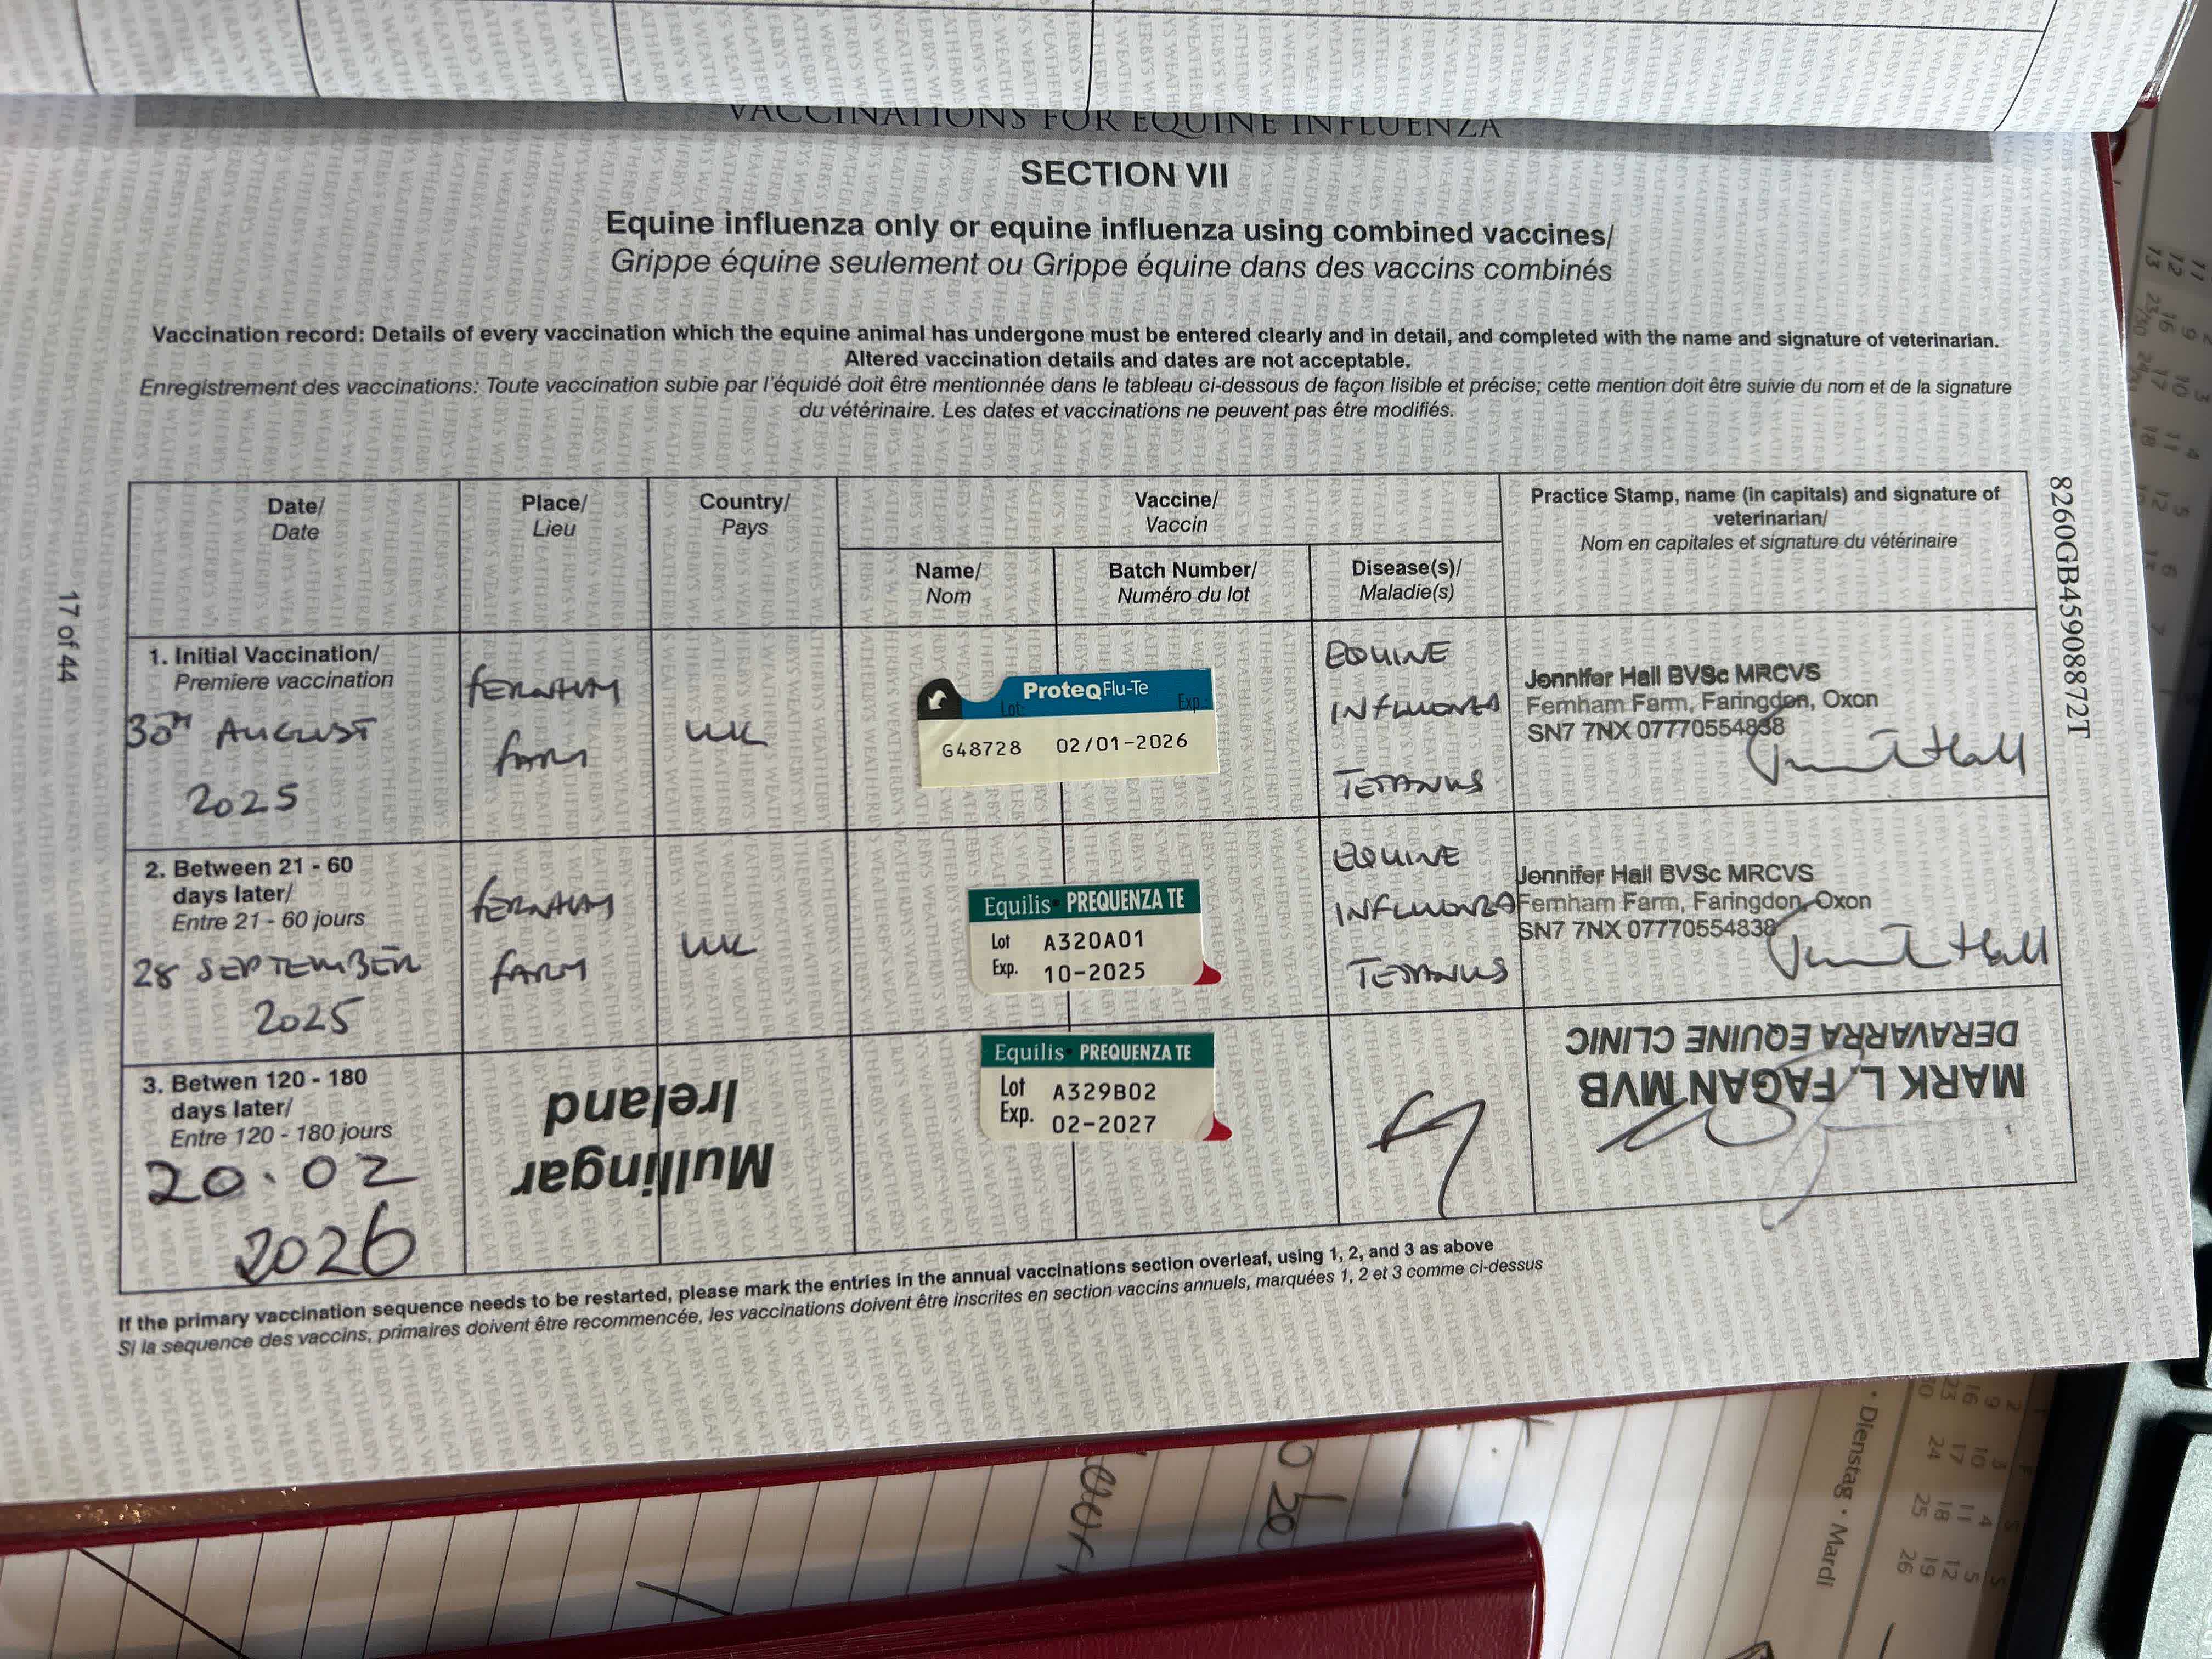 VACCINATIONS FOR EQUINE INFLUENZA
SECTION VII
Equine influenza only or equine influenza using combined vaccines/
Grippe équine seulement ou Grippe équine dans des vaccins combinés
Vaccination record: Details of every vaccination which the equine animal has undergone must be entered clearly and in detail, and completed with the name and signature of veterinarian.
Altered vaccination details and dates are not acceptable.
Enregistrement des vaccinations: Toute vaccination subie par l'équidé doit être mentionnée dans le tableau ci-dessous de façon lisible et précise; cette mention doit être suivie du nom et de la signature
du vétérinaire. Les dates et vaccinations ne peuvent pas être modifiés.
Date/
Date
Place/
Lieu
Country/
Pays
Vaccine/
Vaccin
Name/
Nom
Batch Number/
Numéro du lot
Disease(s)/
Maladie(s)
Practice Stamp, name (in capitals) and signature of
veterinarian/
Nom en capitales et signature du vétérinaire
1. Initial Vaccination/
Premiere vaccination
30TH AUGUST
2025
FERNHAM
FARM
UK
ProteqFlu-Te
Lot: Exp.:
G48728 02/01-2026
EQUINE
INFLUENZA
TETANUS
Jennifer Hall BVSc MRCVS
Fernham Farm, Faringdon, Oxon
SN7 7NX 07770554838
2. Between 21 - 60
days later/
Entre 21 - 60 jours
28 SEPTEMBER
2025
FERNHAM
FARM
UK
Equilis PREQUENZA TE
Lot A320A01
Exp. 10-2025
EQUINE
INFLUENZA
TETANUS
Jennifer Hall BVSc MRCVS
Fernham Farm, Faringdon, Oxon
SN7 7NX 07770554838
3. Betwen 120 - 180
days later/
Entre 120 - 180 jours
20.02
2026
Mullingar
Ireland
Equilis PREQUENZA TE
Lot A329B02
Exp. 02-2027
MARK L. FAGAN MVB
DERAVARRA EQUINE CLINIC
If the primary vaccination sequence needs to be restarted, please mark the entries in the annual vaccinations section overleaf, using 1, 2, and 3 as above
Si la séquence des vaccins, primaires doivent être recommencée, les vaccinations doivent être inscrites en section vaccins annuels, marquées 1, 2 et 3 comme ci-dessus
17 of 44
8260GB45908872T
Dienstag • Mardi